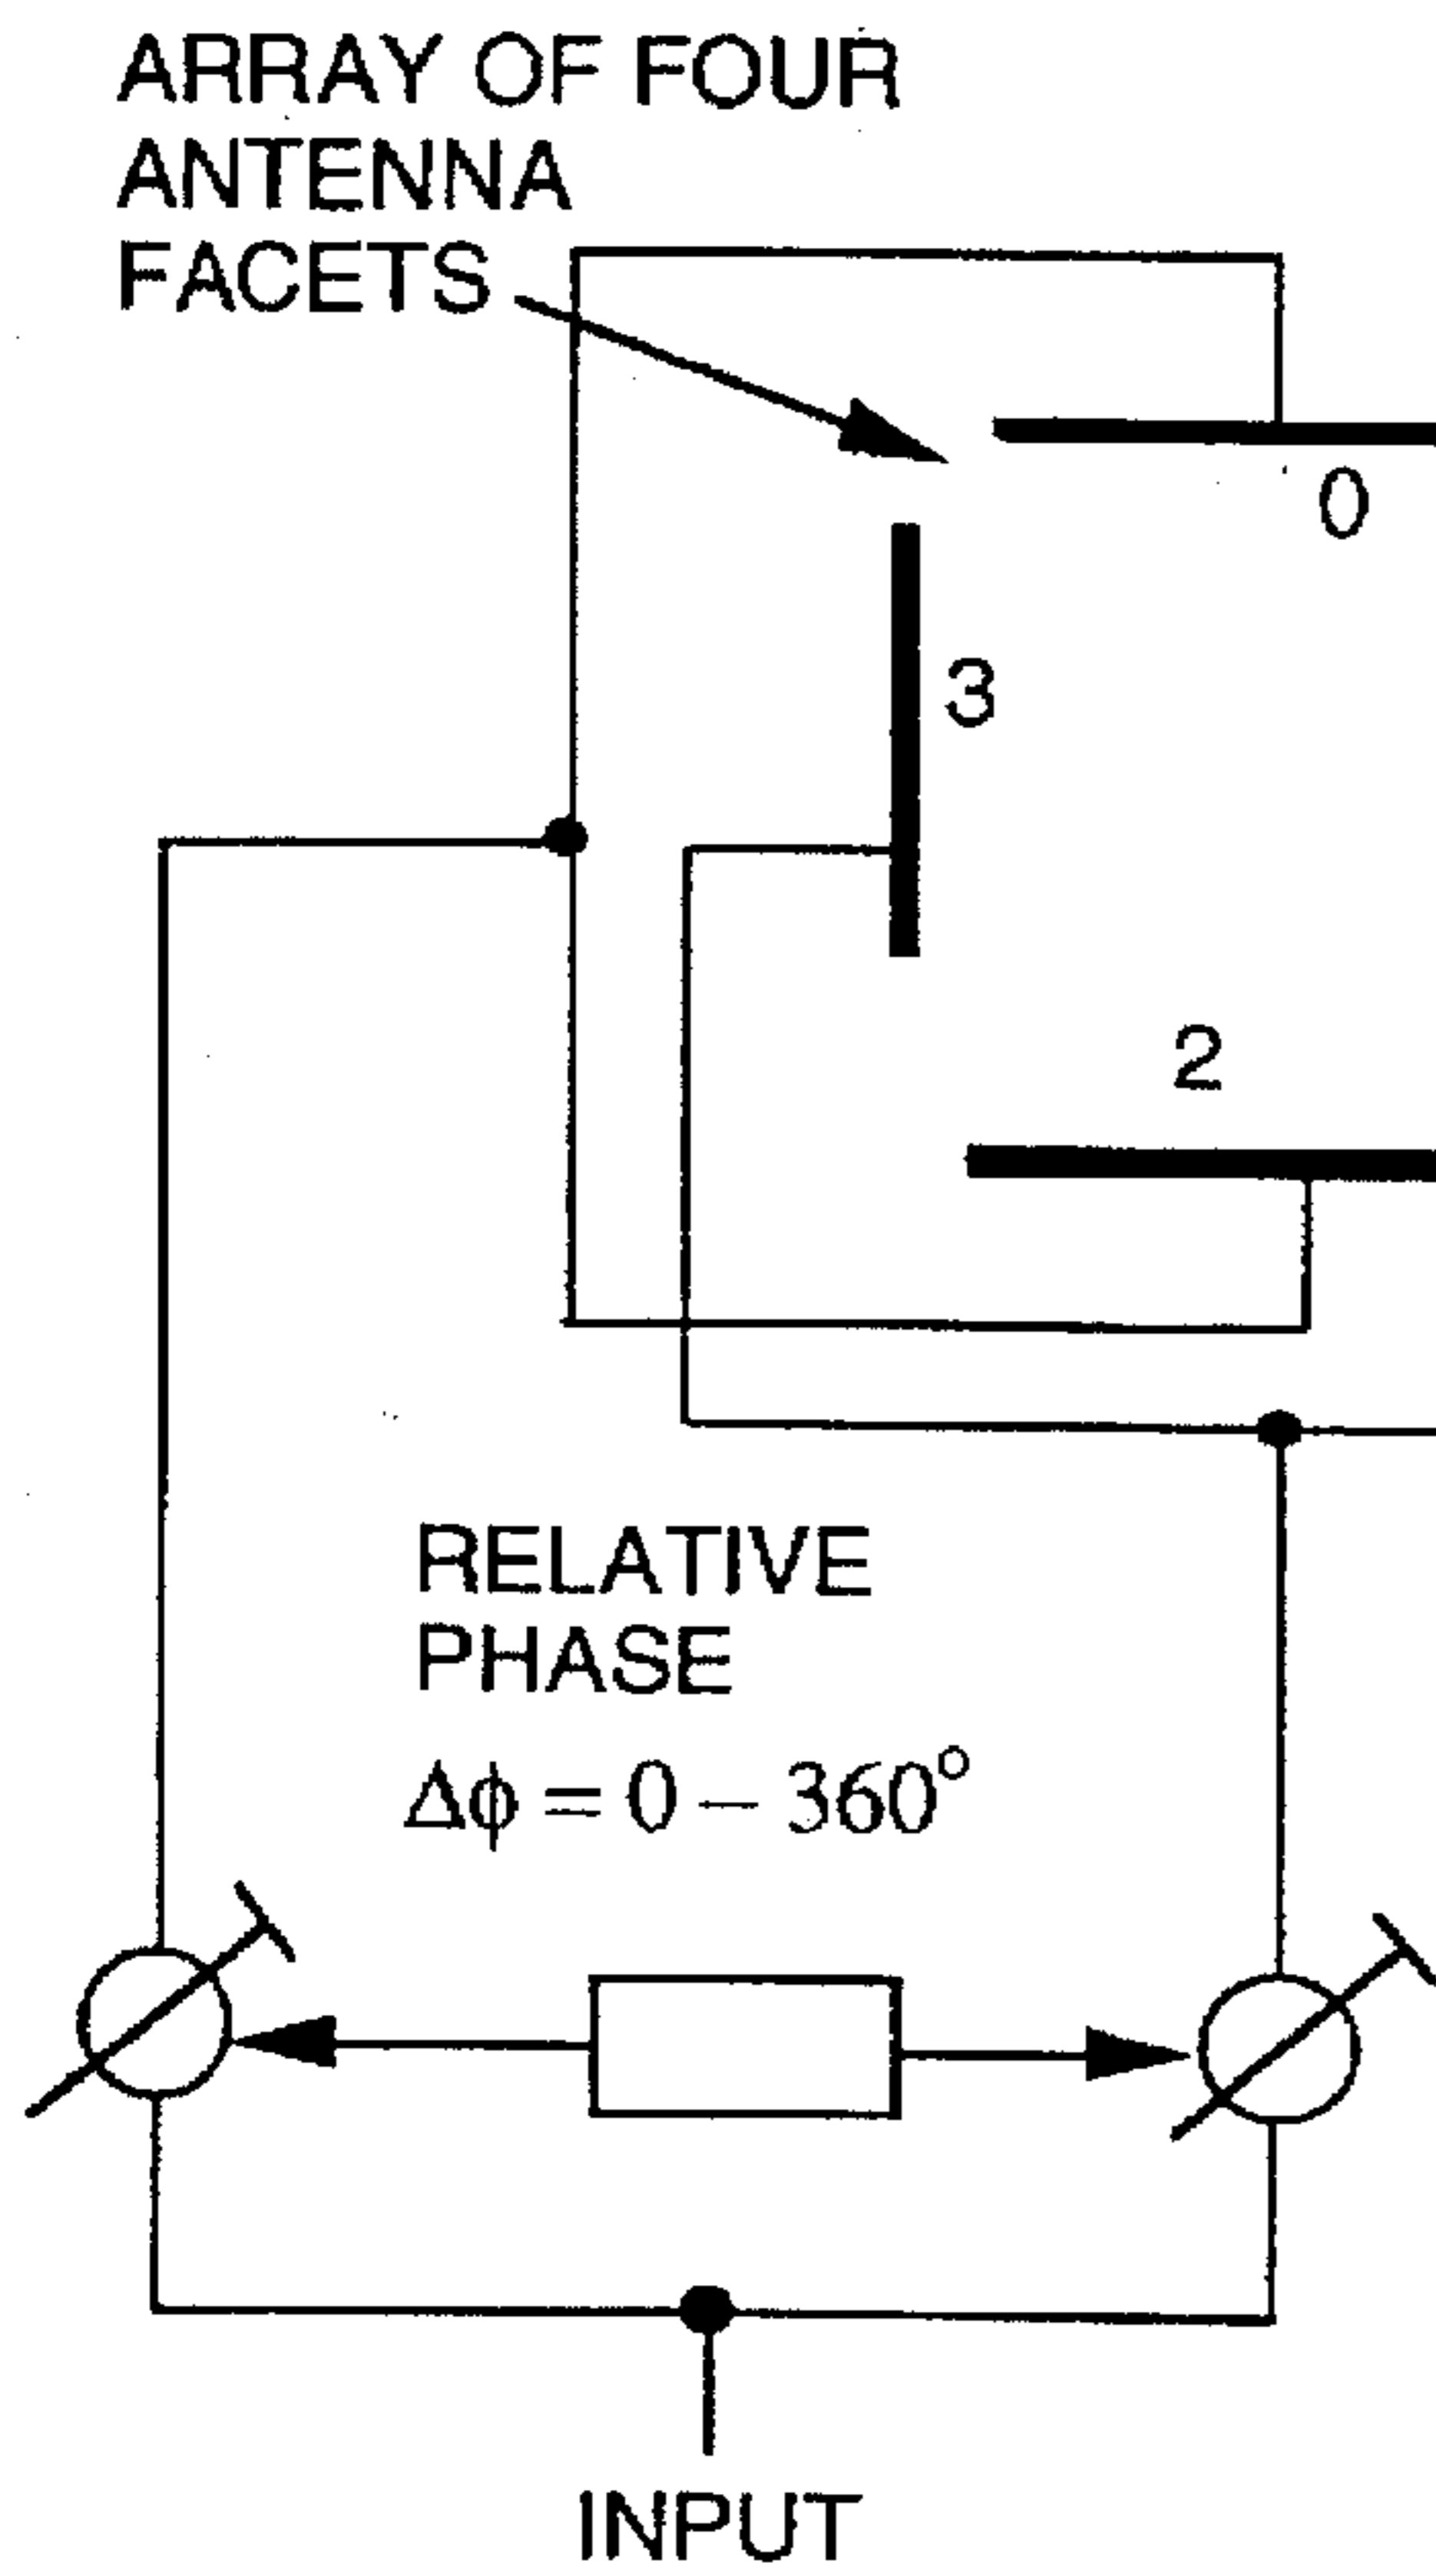 ARRAY OF FOUR
ANTENNA
FACETS
0
3
2
RELATIVE
PHASE
Δϕ = 0 – 360°
INPUT